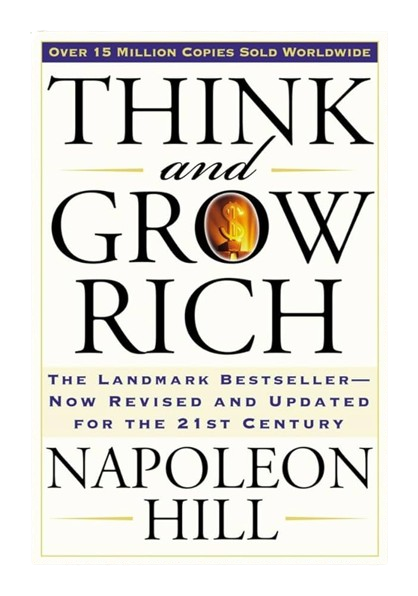 OVER 15 MILLION COPIES SOLD WORLDWIDE
THINK
and
GROW
RICH
THE LANDMARK BESTSELLER—
NOW REVISED AND UPDATED
FOR THE 21ST CENTURY
NAPOLEON
HILL